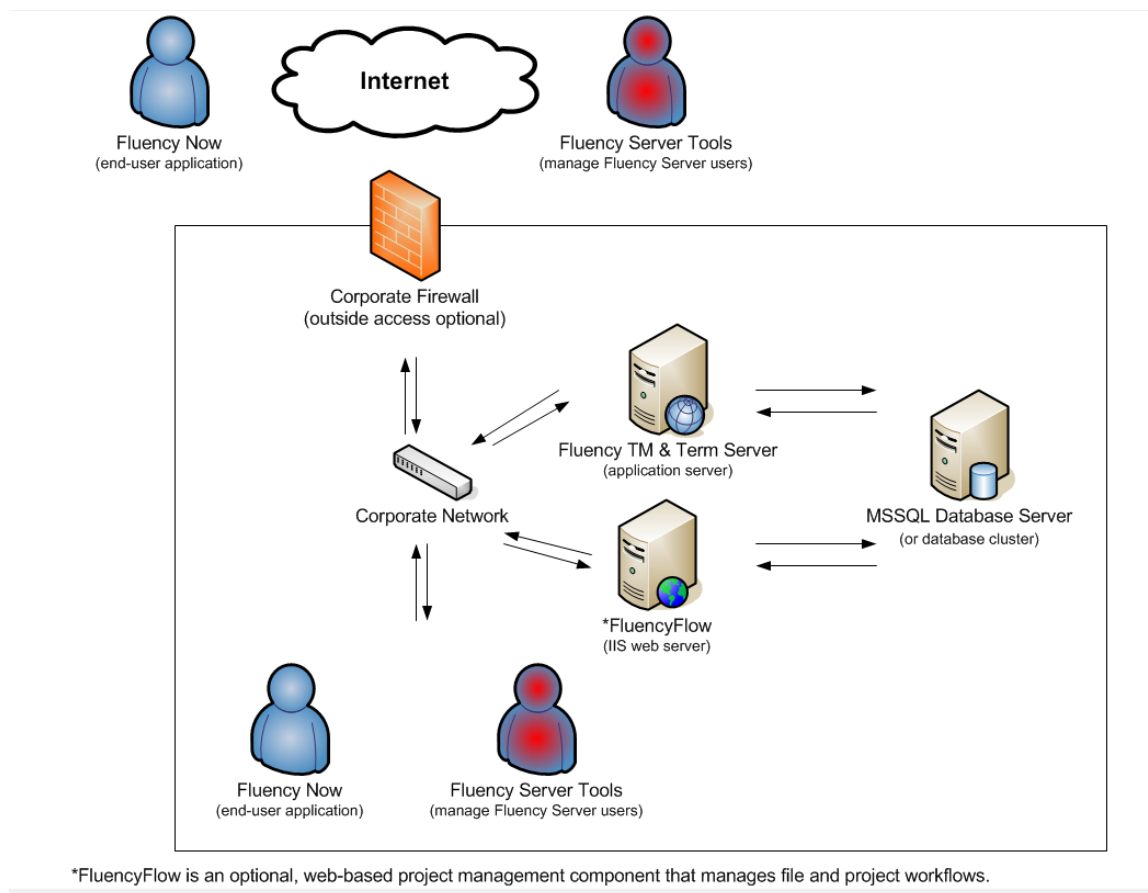 Internet
Fluency Now
(end-user application)
Fluency Server Tools
(manage Fluency Server users)
Corporate Firewall
(outside access optional)
Fluency TM & Term Server
(application server)
Corporate Network
MSSQL Database Server
(or database cluster)
*FluencyFlow
(IIS web server)
Fluency Now
(end-user application)
Fluency Server Tools
(manage Fluency Server users)
*FluencyFlow is an optional, web-based project management component that manages file and project workflows.